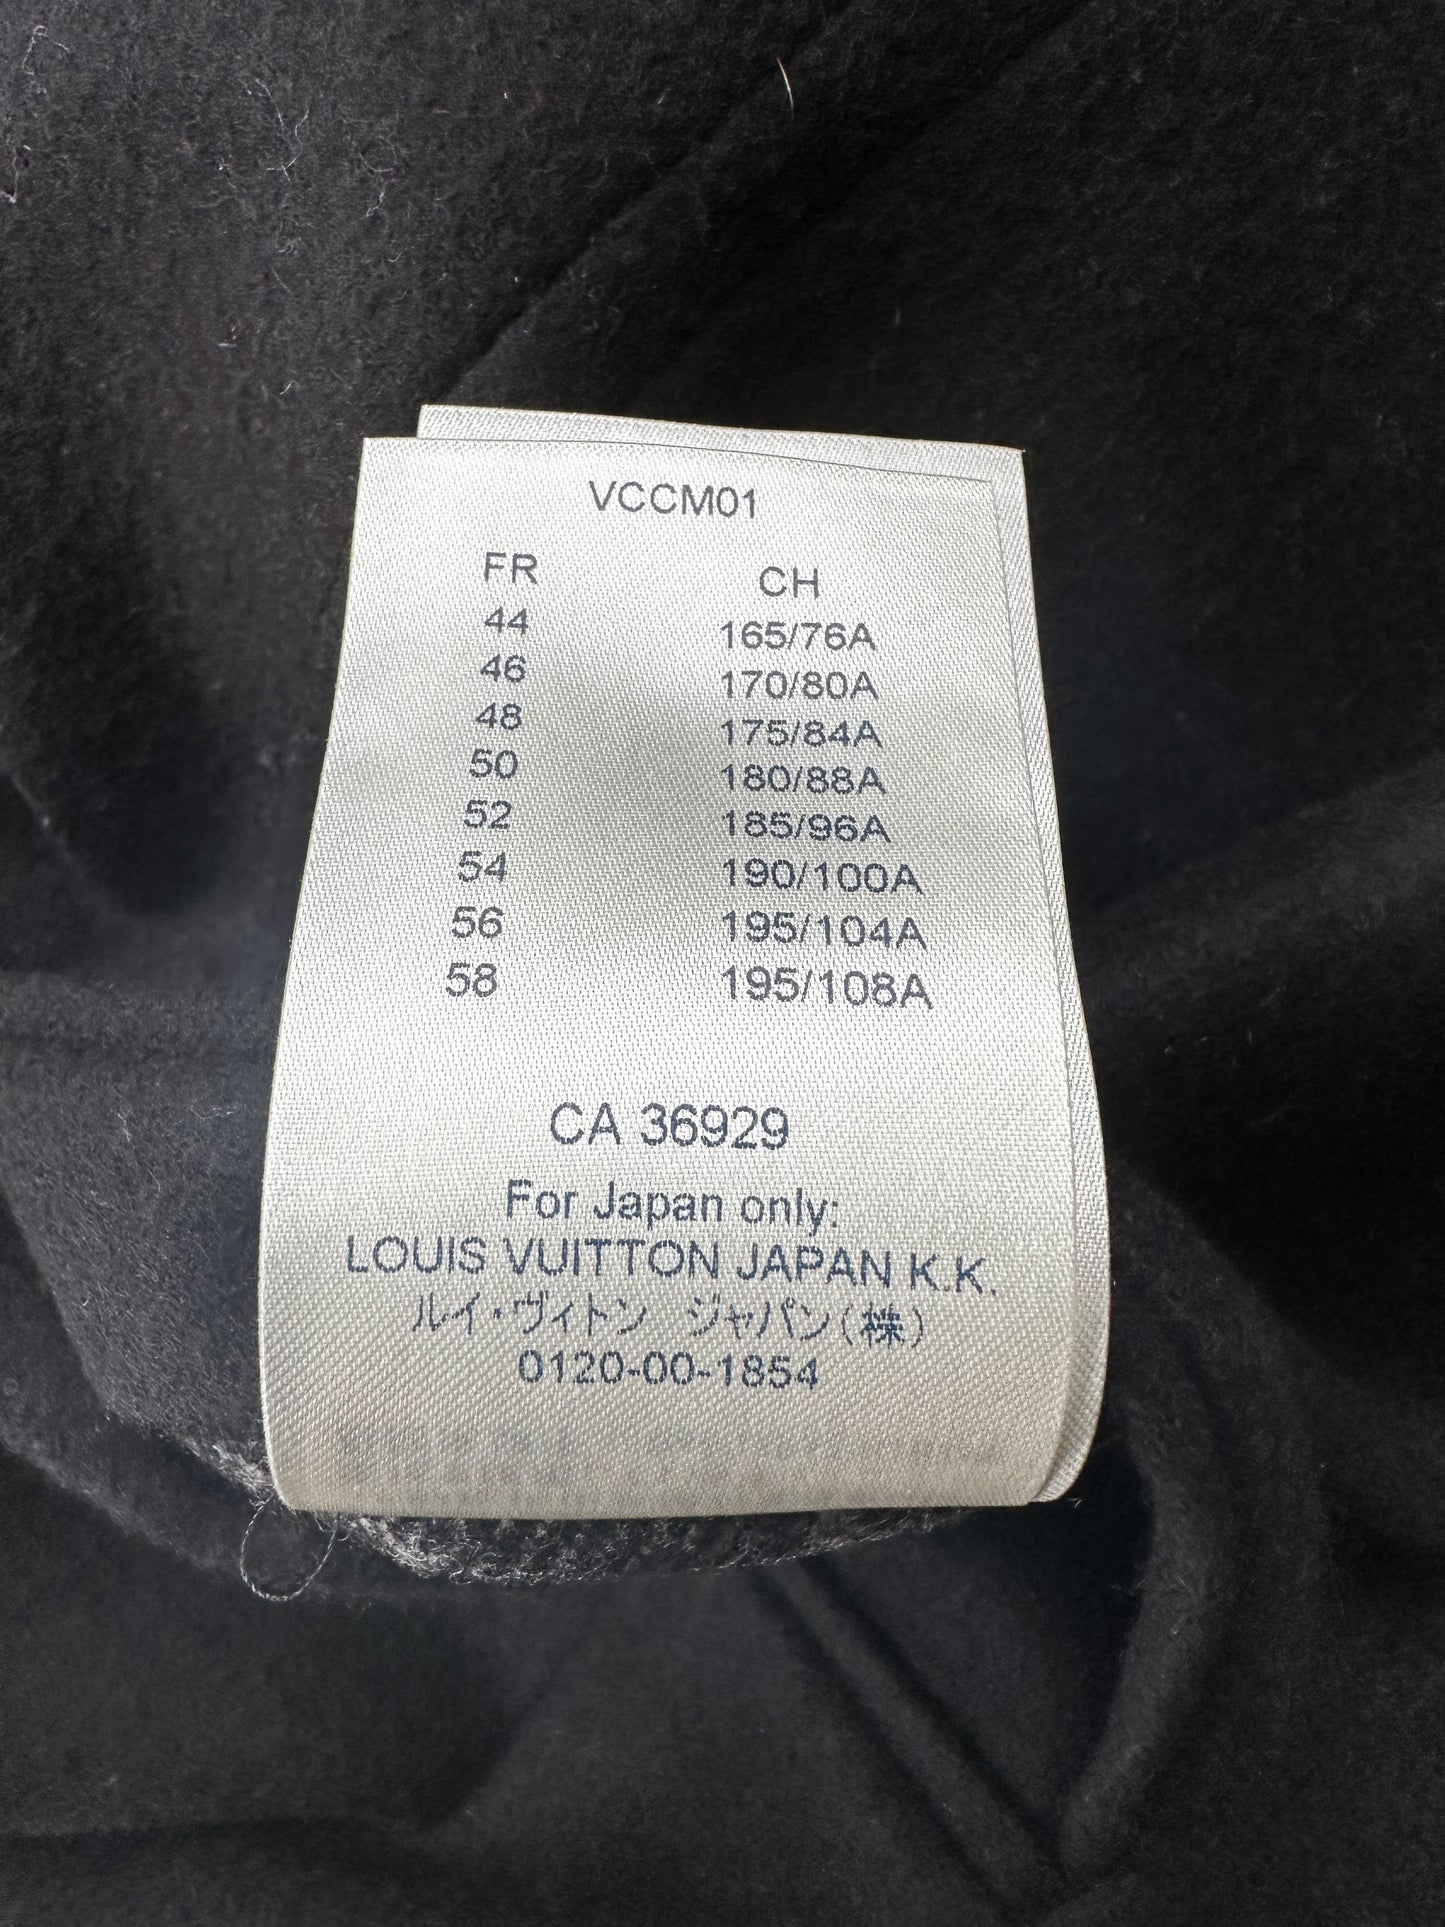 VCCM01
FR CH
44 165/76A
46 170/80A
48 175/84A
50 180/88A
52 185/96A
54 190/100A
56 195/104A
58 195/108A
CA 36929
For Japan only:
LOUIS VUITTON JAPAN K.K.
ルイ・ヴィトン ジャパン(株)
0120-00-1854